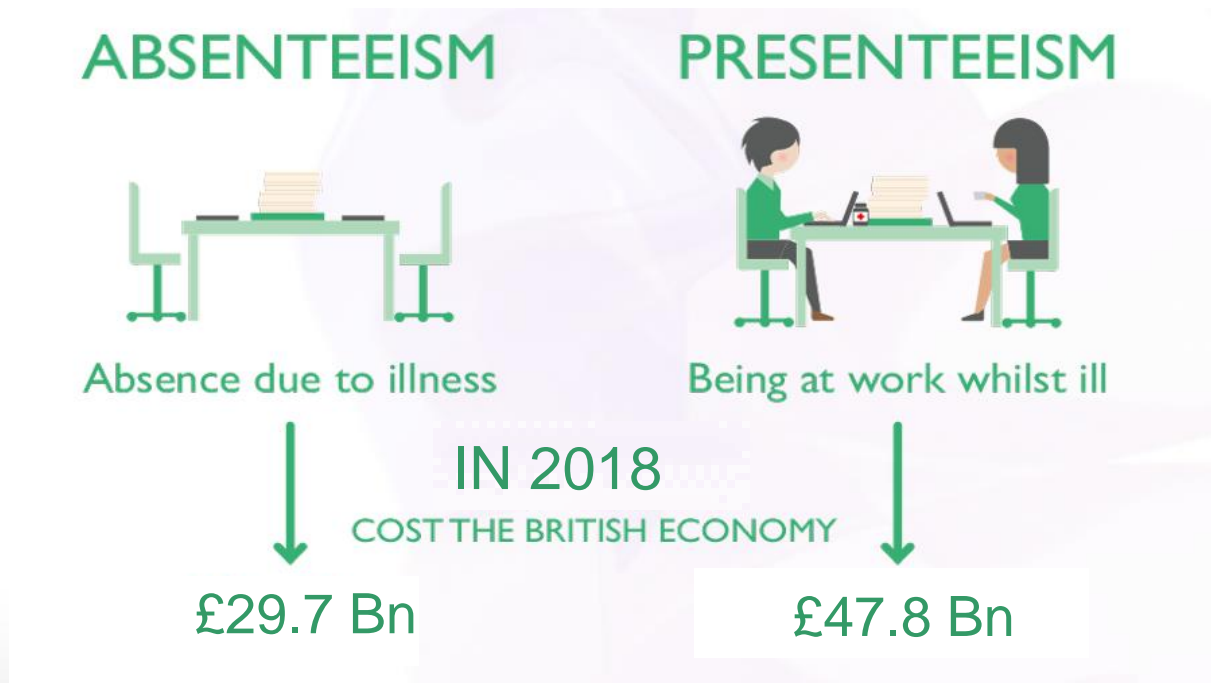 ABSENTEEISM
PRESENTEEISM
Absence due to illness
Being at work whilst ill
IN 2018
COST THE BRITISH ECONOMY
£29.7 Bn
£47.8 Bn